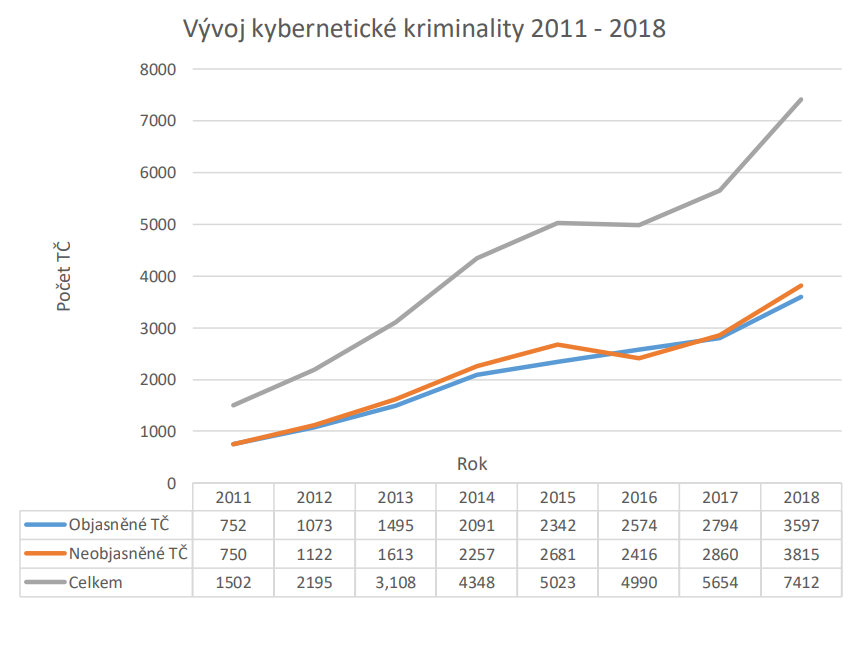 Vývoj kybernetické kriminality 2011 - 2018
8000
7000
6000
5000
4000
3000
2000
1000
0
Počet TČ
Rok
2011 2012 2013 2014 2015 2016 2017 2018
Objasněné TČ 752 1073 1495 2091 2342 2574 2794 3597
Neobjasněné TČ 750 1122 1613 2257 2681 2416 2860 3815
Celkem 1502 2195 3,108 4348 5023 4990 5654 7412